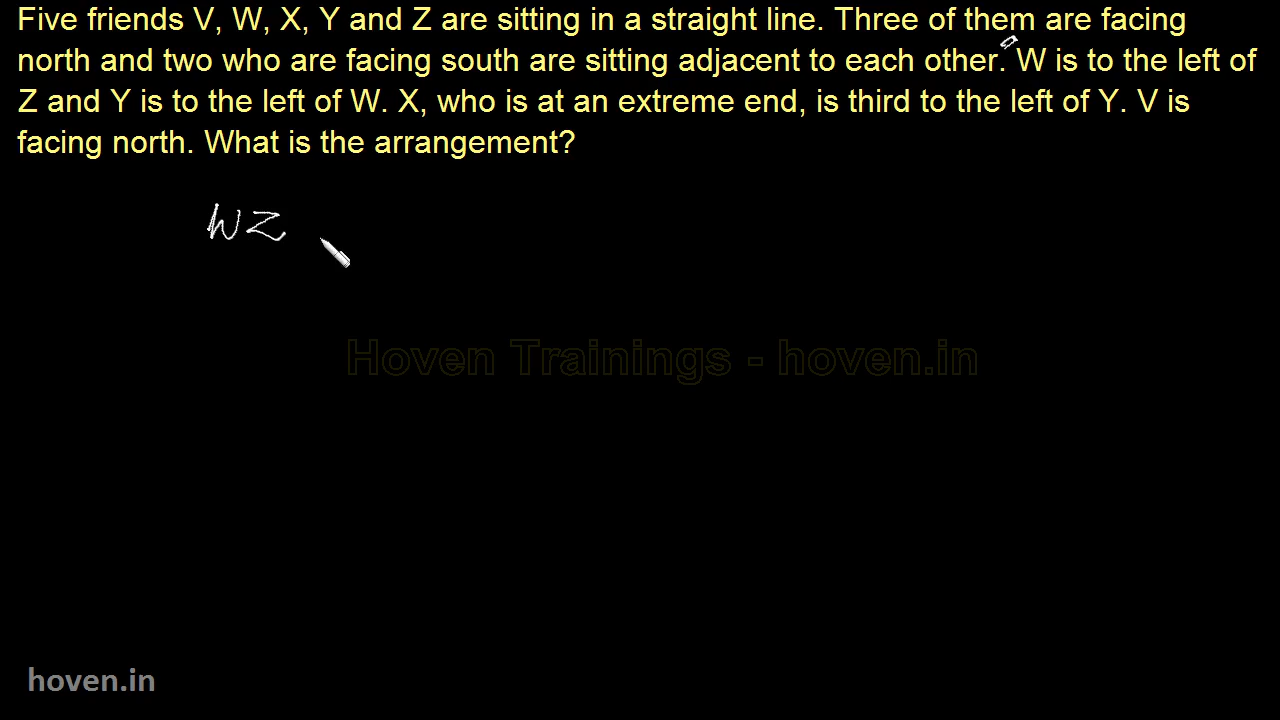 Five friends V, W, X, Y and Z are sitting in a straight line. Three of them are facing
north and two who are facing south are sitting adjacent to each other. W is to the left of
Z and Y is to the left of W. X, who is at an extreme end, is third to the left of Y. V is
facing north. What is the arrangement?
WZ
Hoven Trainings - hoven.in
hoven.in